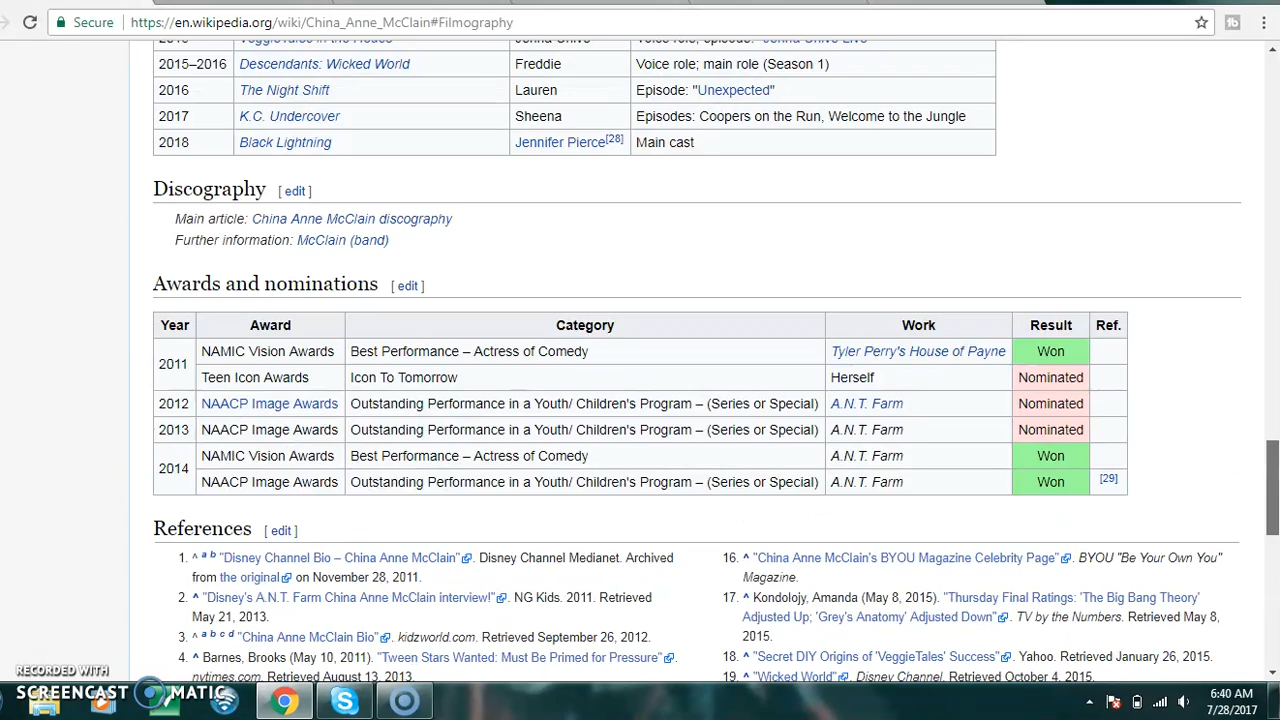 Secure https://en.wikipedia.org/wiki/China_Anne_McClain#Filmography
2015–2016 Descendants: Wicked World Freddie Voice role; main role (Season 1)
2016 The Night Shift Lauren Episode: "Unexpected"
2017 K.C. Undercover Sheena Episodes: Coopers on the Run, Welcome to the Jungle
2018 Black Lightning Jennifer Pierce[28] Main cast
Discography [ edit ]
Main article: China Anne McClain discography
Further information: McClain (band)
Awards and nominations [ edit ]
Year Award Category Work Result Ref.
2011 NAMIC Vision Awards Best Performance – Actress of Comedy Tyler Perry's House of Payne Won
Teen Icon Awards Icon To Tomorrow Herself Nominated
2012 NAACP Image Awards Outstanding Performance in a Youth/ Children's Program – (Series or Special) A.N.T. Farm Nominated
2013 NAACP Image Awards Outstanding Performance in a Youth/ Children's Program – (Series or Special) A.N.T. Farm Nominated
2014 NAMIC Vision Awards Best Performance – Actress of Comedy A.N.T. Farm Won
NAACP Image Awards Outstanding Performance in a Youth/ Children's Program – (Series or Special) A.N.T. Farm Won [29]
References [ edit ]
1. ^ a b "Disney Channel Bio – China Anne McClain". Disney Channel Medianet. Archived
from the original on November 28, 2011.
2. ^ "Disney's A.N.T. Farm China Anne McClain interview!". NG Kids. 2011. Retrieved
May 21, 2013.
3. ^ a b c d "China Anne McClain Bio". kidzworld.com. Retrieved September 26, 2012.
4. ^ Barnes, Brooks (May 10, 2011). "Tween Stars Wanted: Must Be Primed for Pressure".
nytimes.com. Retrieved August 13, 2013.
16. ^ "China Anne McClain's BYOU Magazine Celebrity Page". BYOU "Be Your Own You"
Magazine.
17. ^ Kondolojy, Amanda (May 8, 2015). "Thursday Final Ratings: 'The Big Bang Theory'
Adjusted Up; 'Grey's Anatomy' Adjusted Down". TV by the Numbers. Retrieved May 8,
2015.
18. ^ "Secret DIY Origins of 'VeggieTales' Success". Yahoo. Retrieved January 26, 2015.
19. ^ "Wicked World". Disney Channel. Retrieved October 4, 2015.
RECORDED WITH
SCREENCAST MATIC
6:40 AM
7/28/2017